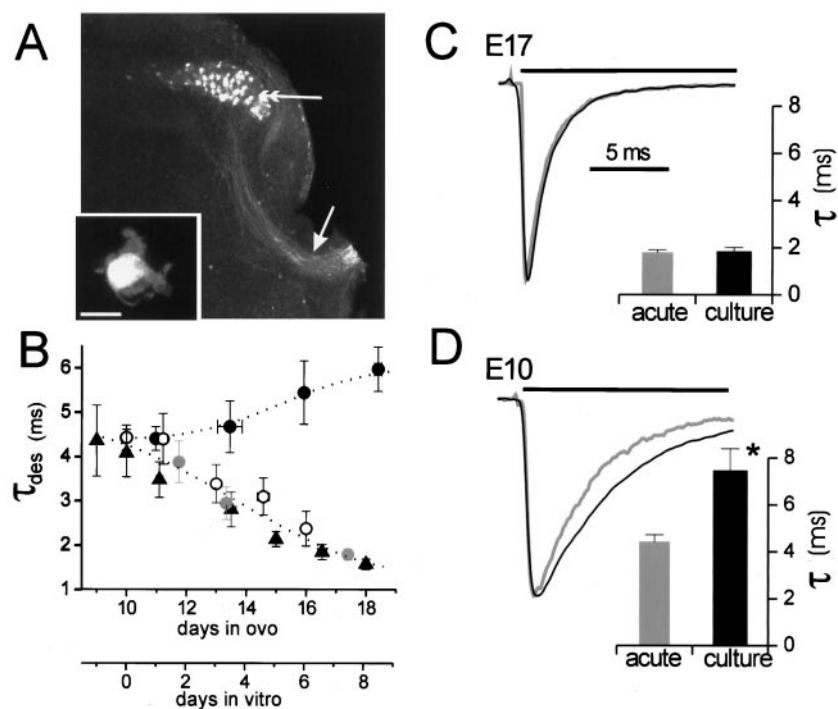 A
B
τdes (ms)
6
5
4
3
2
1
10 12 14 16 18
days in ovo
0 2 4 6 8
days in vitro
C
E17
5 ms
8
6
4
2
0
τ (ms)
acute culture
D
E10
*
8
6
4
2
0
τ (ms)
acute culture